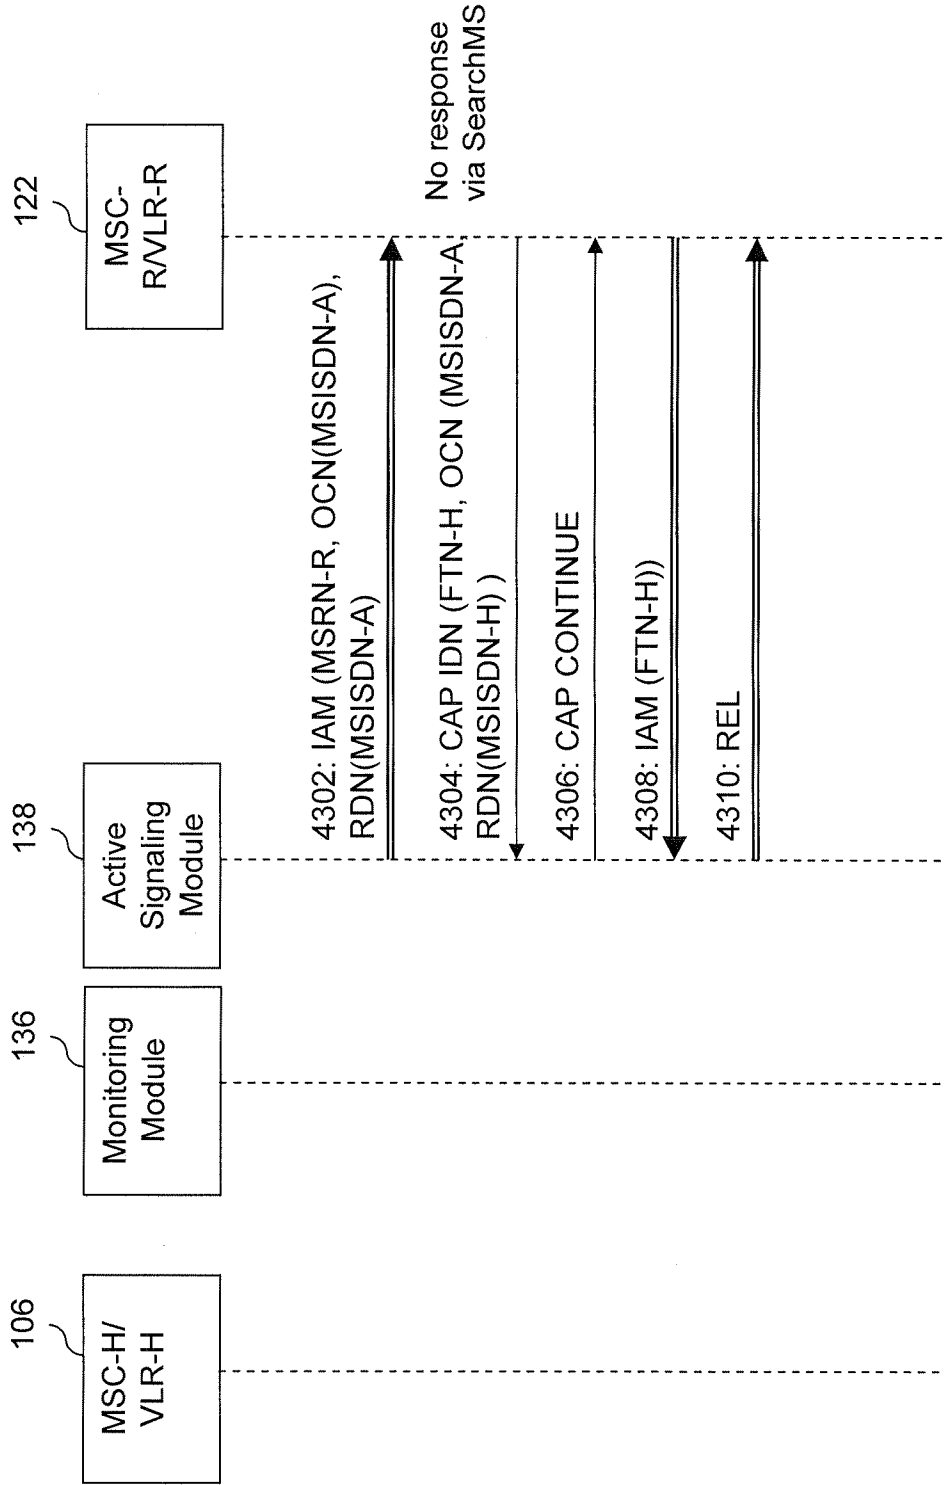 106
MSC-H/
VLR-H
136
Monitoring
Module
138
Active
Signaling
Module
122
MSC-
R/VLR-R
4302: IAM (MSRN-R, OCN(MSISDN-A),
RDN(MSISDN-A)
No response
via SearchMS
4304: CAP IDN (FTN-H, OCN (MSISDN-A,
RDN(MSISDN-H) )
4306: CAP CONTINUE
4308: IAM (FTN-H))
4310: REL